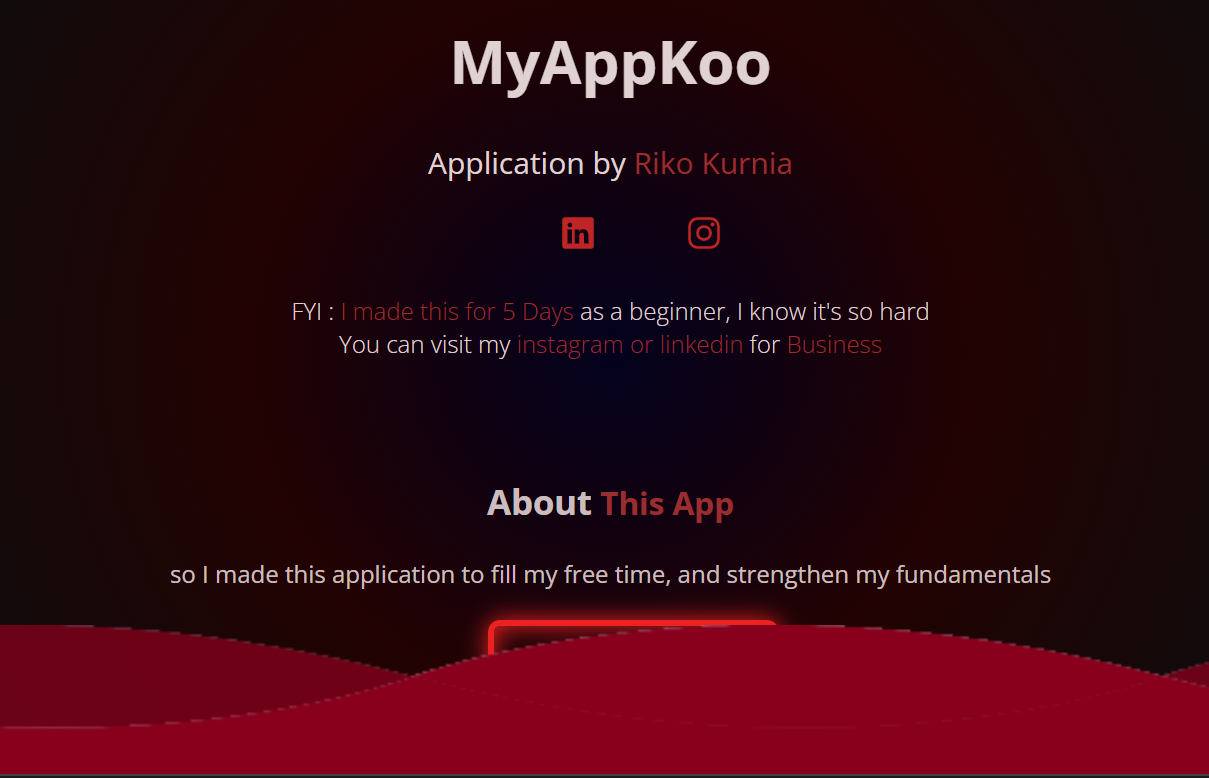 MyAppKoo
Application by Riko Kurnia
in
FYI : I made this for 5 Days as a beginner, I know it's so hard
You can visit my instagram or linkedin for Business
About This App
so I made this application to fill my free time, and strengthen my fundamentals